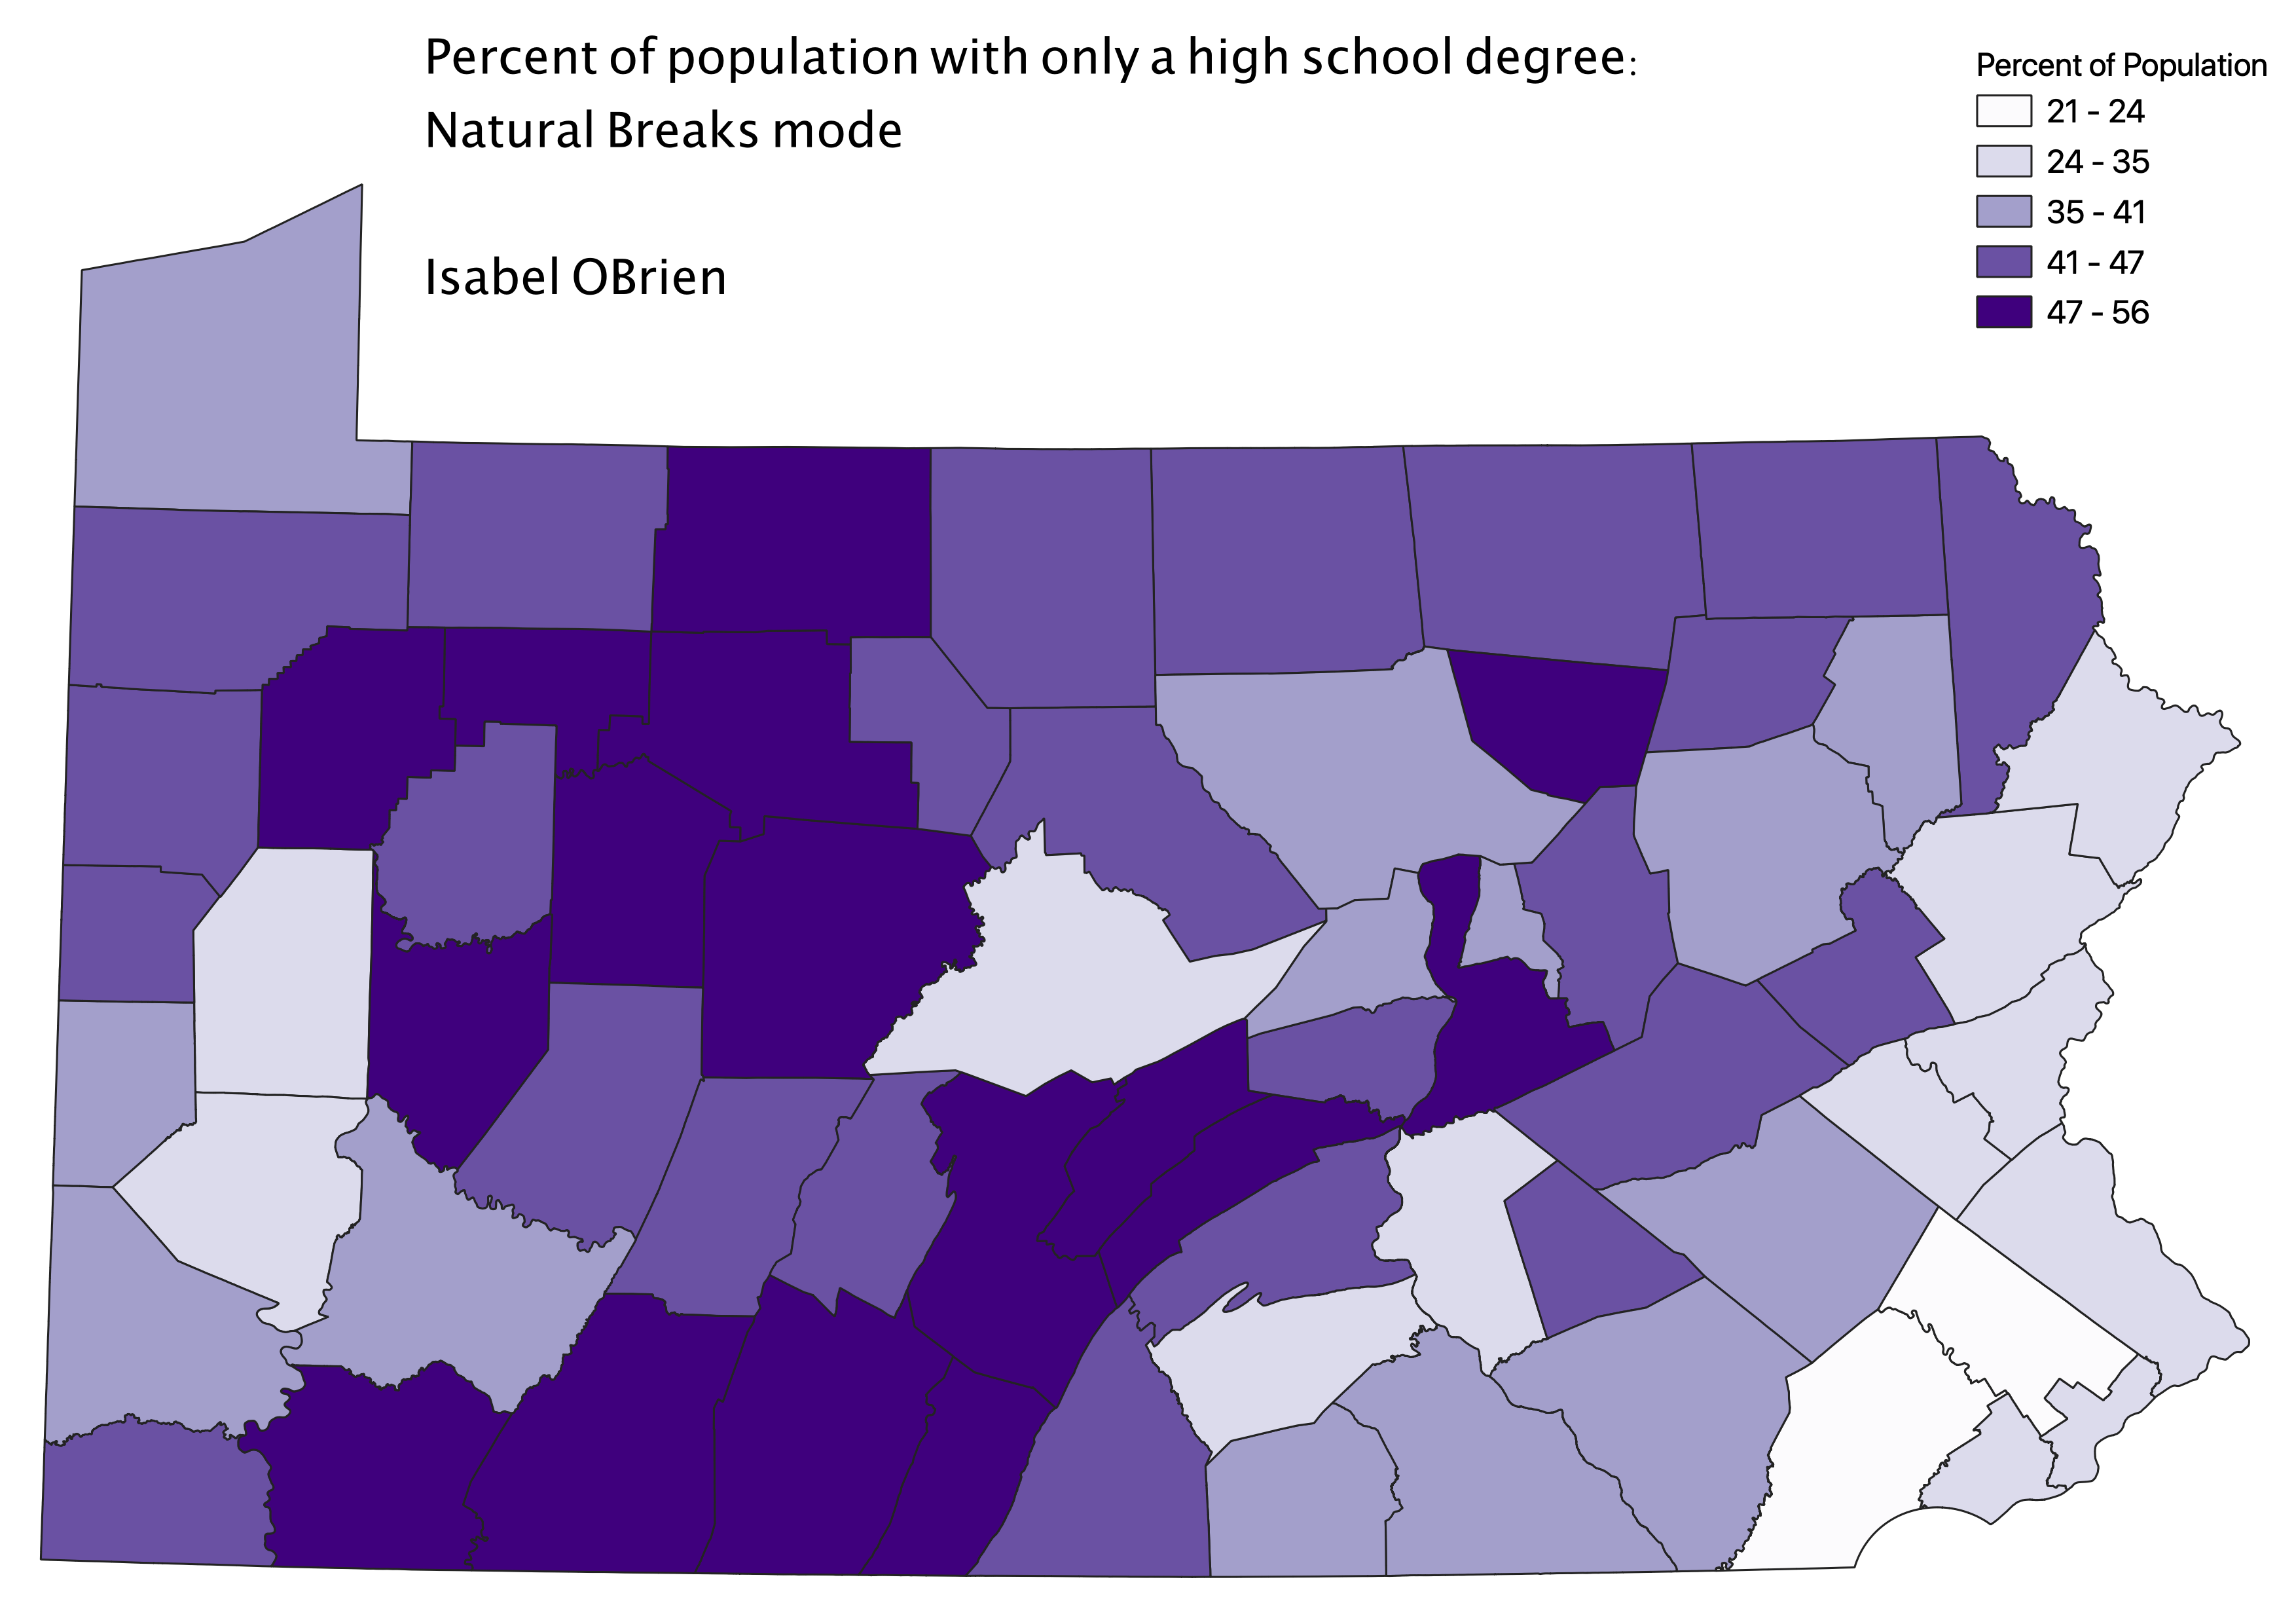 Percent of population with only a high school degree:
Natural Breaks mode
Isabel OBrien
Percent of Population
21 - 24
24 - 35
35 - 41
41 - 47
47 - 56